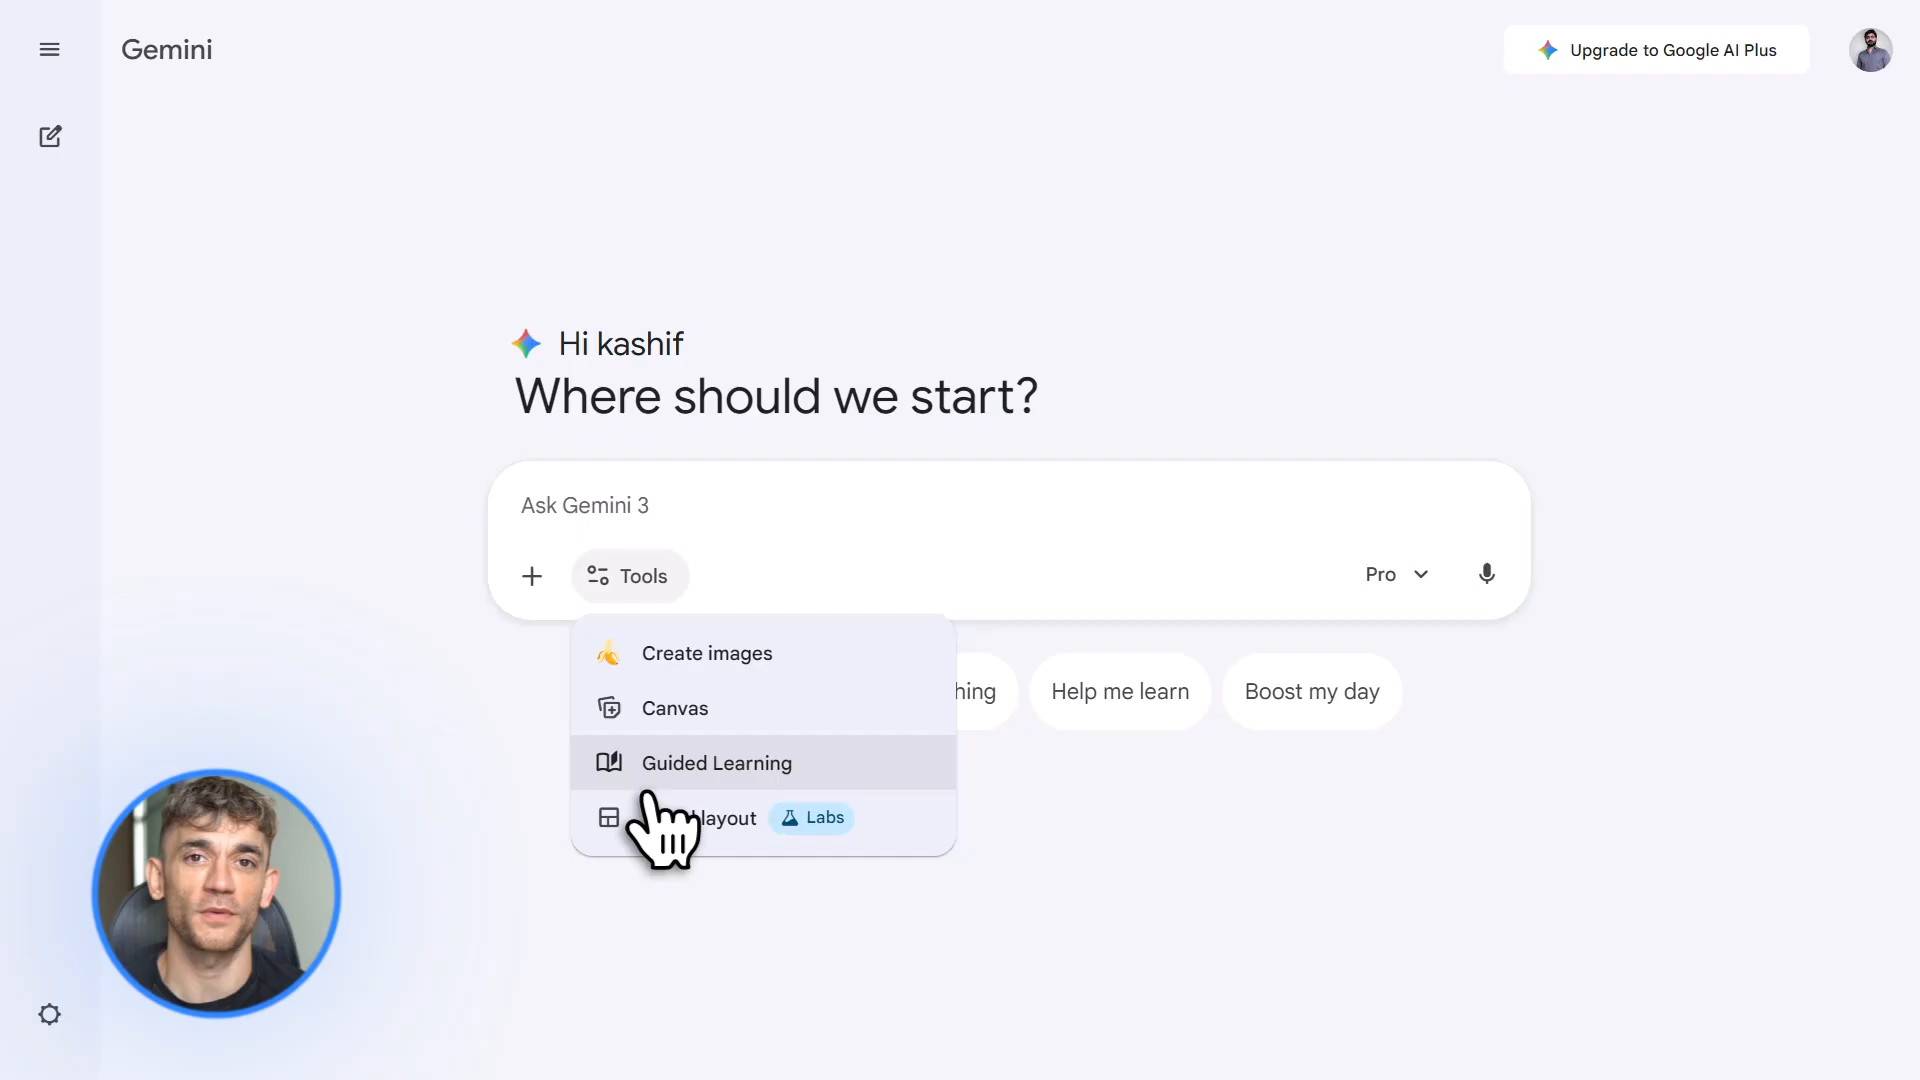 Gemini
Upgrade to Google AI Plus
Hi kashif
Where should we start?
Ask Gemini 3
Tools
Pro
Create images
Canvas
Guided Learning
layout
Labs
hing
Help me learn
Boost my day